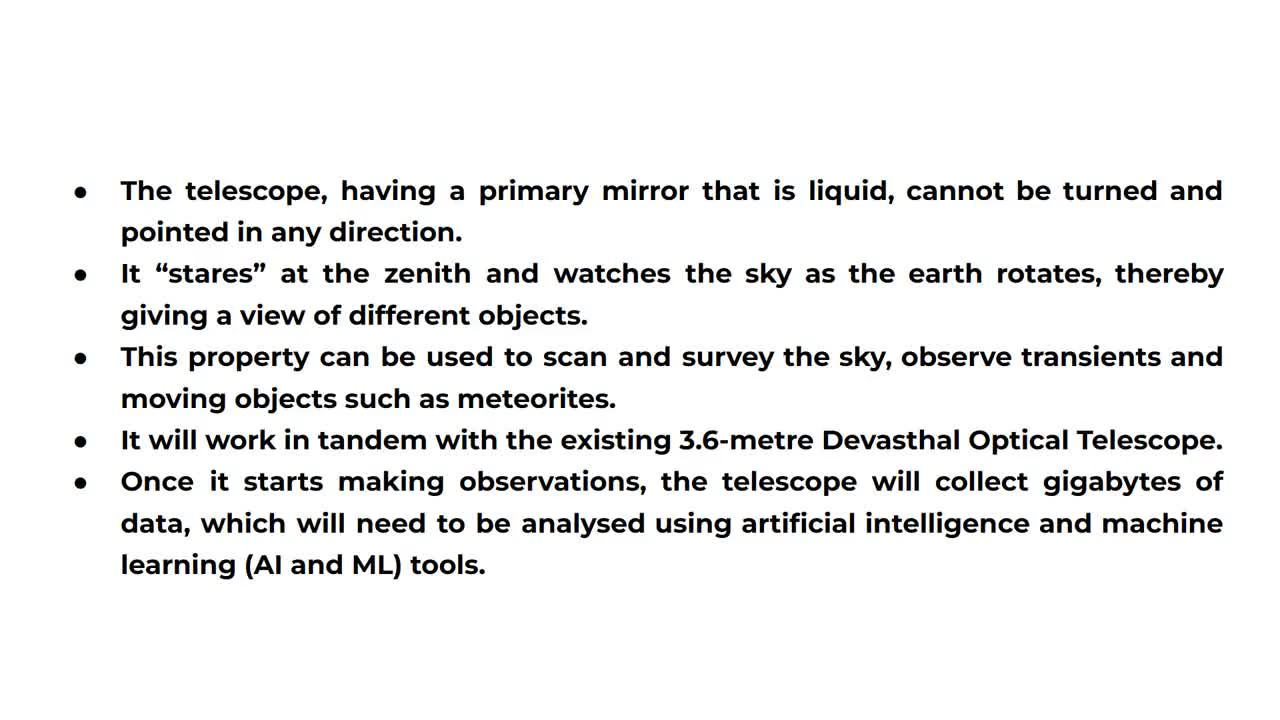 ● The telescope, having a primary mirror that is liquid, cannot be turned and
pointed in any direction.
● It “stares” at the zenith and watches the sky as the earth rotates, thereby
giving a view of different objects.
● This property can be used to scan and survey the sky, observe transients and
moving objects such as meteorites.
● It will work in tandem with the existing 3.6-metre Devasthal Optical Telescope.
● Once it starts making observations, the telescope will collect gigabytes of
data, which will need to be analysed using artificial intelligence and machine
learning (AI and ML) tools.